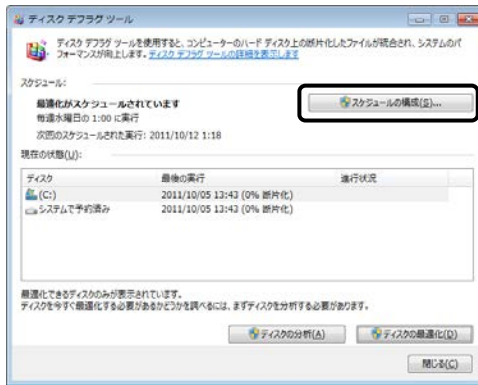 ディスク デフラグ ツール
ディスク デフラグ ツールを使用すると、コンピューターのハード ディスク上の断片化したファイルが統合され、システムのパ
フォーマンスが向上します。ディスク デフラグ ツールの詳細を表示します
スケジュール:
最適化がスケジュールされています
スケジュールの構成(S)...
毎週水曜日の 1:00 に実行
次回のスケジュールされた実行: 2011/10/12 1:18
現在の状態(U):
ディスク 最後の実行 進行状況
(C:) 2011/10/05 13:43 (0% 断片化)
システムで予約済み 2011/10/05 13:43 (0% 断片化)
最適化できるディスクのみが表示されています。
ディスクを今すぐ最適化する必要があるかどうかを調べるには、まずディスクを分析する必要があります。
ディスクの分析(A) ディスクの最適化(D)
閉じる(C)